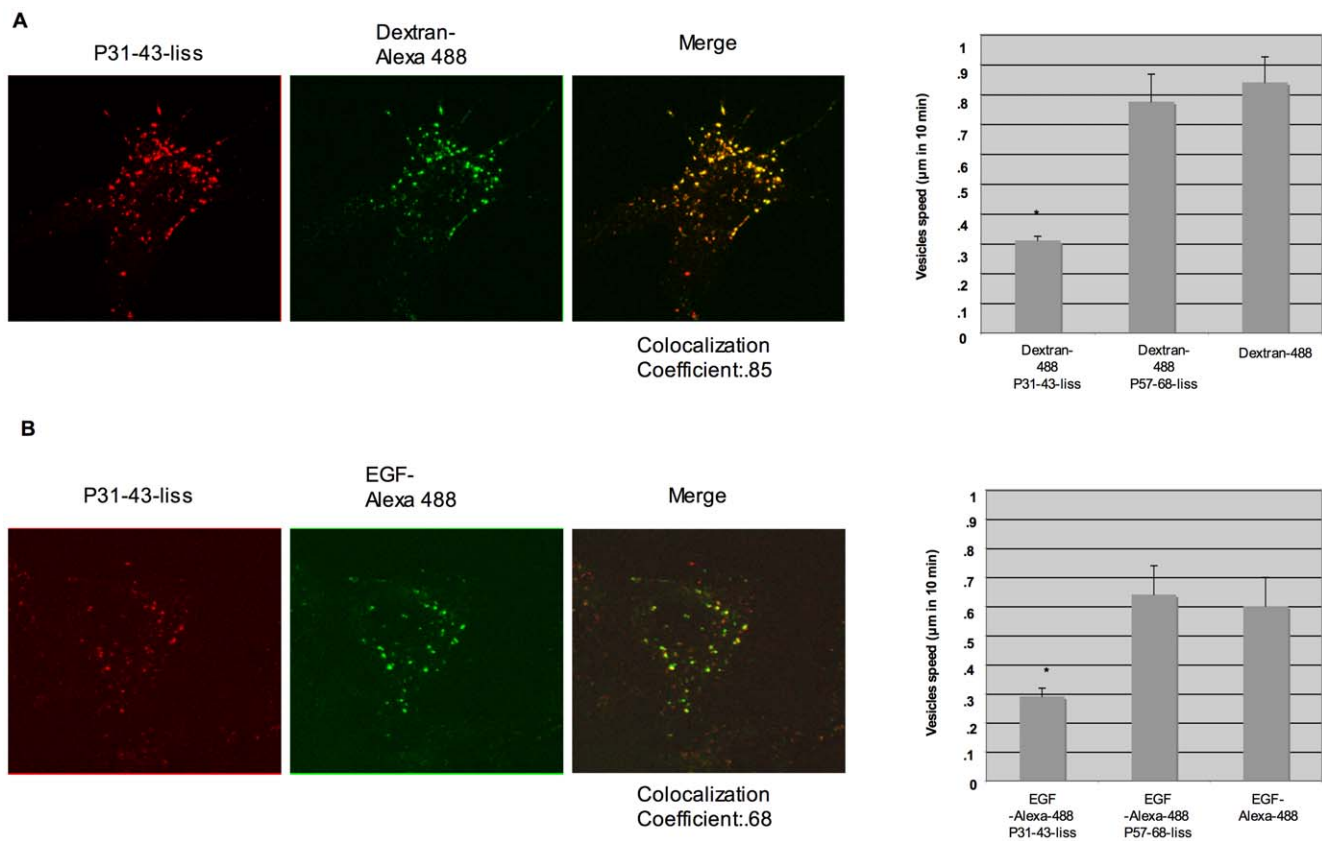 A
P31-43-liss
Dextran-
Alexa 488
Merge
Colocalization
Coefficient:.85
Vesicles speed (µm in 10 min)
1
.9
.8
.7
.6
.5
.4
.3
.2
.1
0
*
Dextran-
488
P31-43-liss
Dextran-
488
P57-68-liss
Dextran-488
B
P31-43-liss
EGF-
Alexa 488
Merge
Colocalization
Coefficient:.68
Vesicles speed (µm in 10 min)
1
.9
.8
.7
.6
.5
.4
.3
.2
.1
0
*
EGF
-Alexa-488
P31-43-liss
EGF
-Alexa-488
P57-68-liss
EGF-
Alexa-488